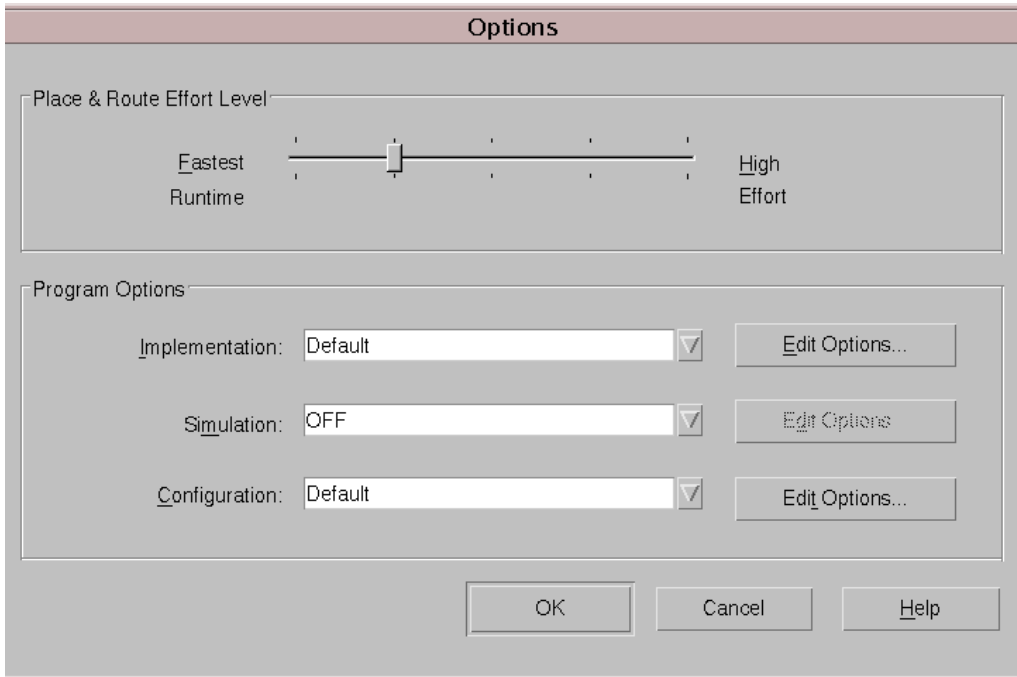 Options
Place & Route Effort Level
Fastest
Runtime
High
Effort
Program Options
Implementation: Default Edit Options...
Simulation: OFF Edit Options
Configuration: Default Edit Options...
OK Cancel Help